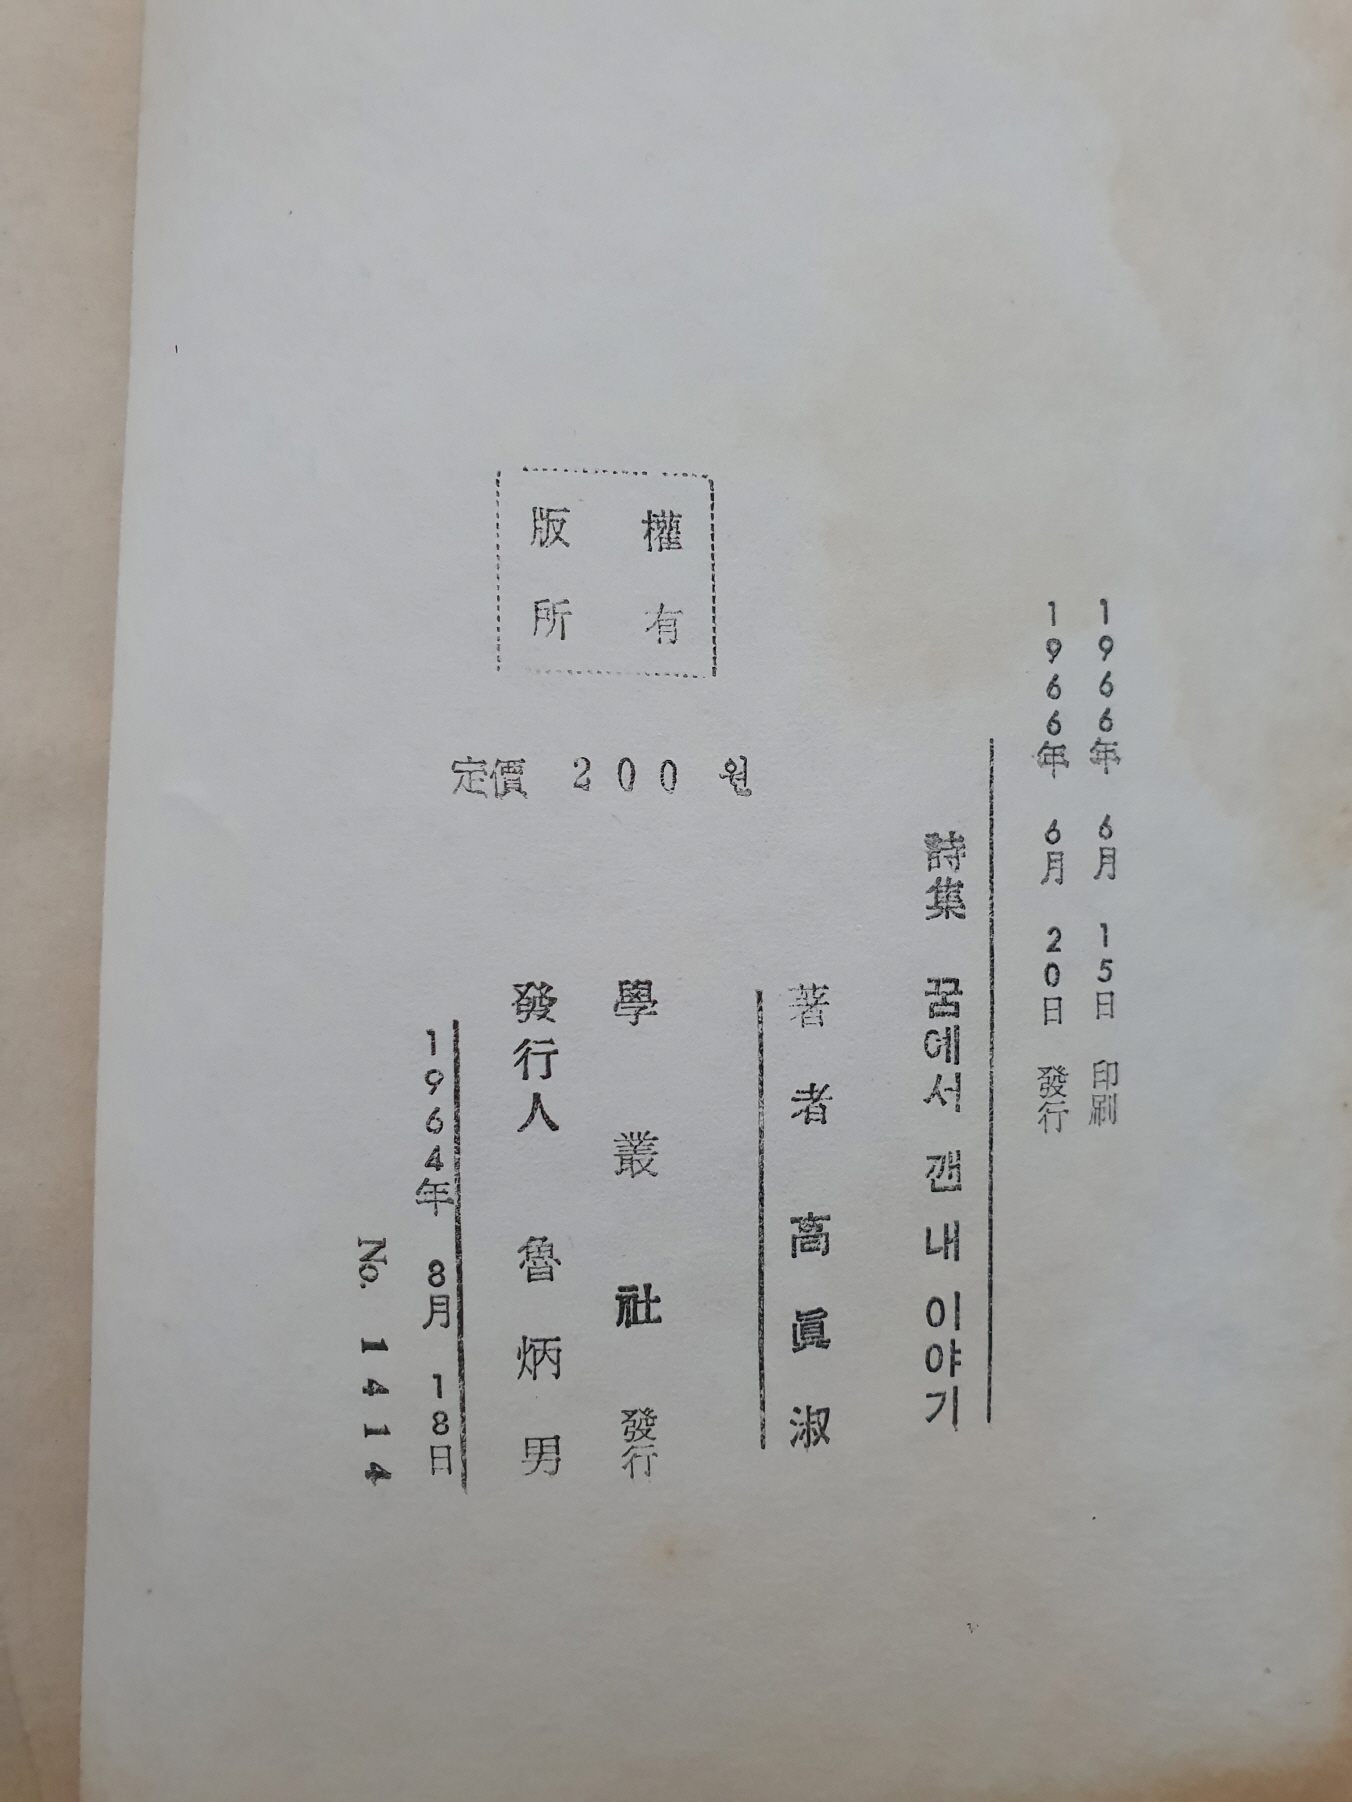 1966年 6月 15日 印刷
1966年 6月 20日 發行
詩集 꿈에서 캔 내 이야기
著者 高眞淑
學叢社 發行
發行人 魯炳男
1964年 8月 18日
No. 1414
版權
所有
定價 200 원